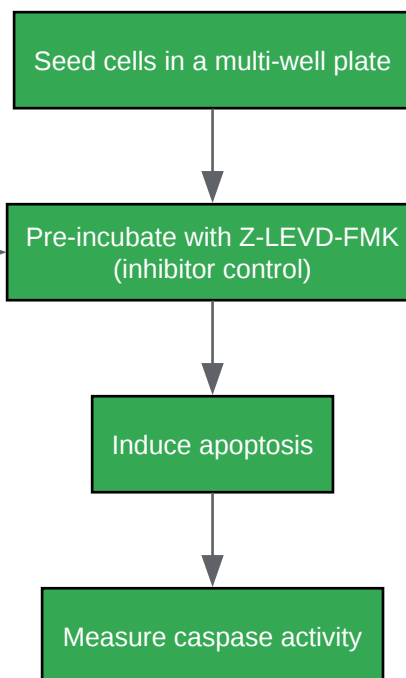 Seed cells in a multi-well plate
Pre-incubate with Z-LEVD-FMK
(inhibitor control)
Induce apoptosis
Measure caspase activity